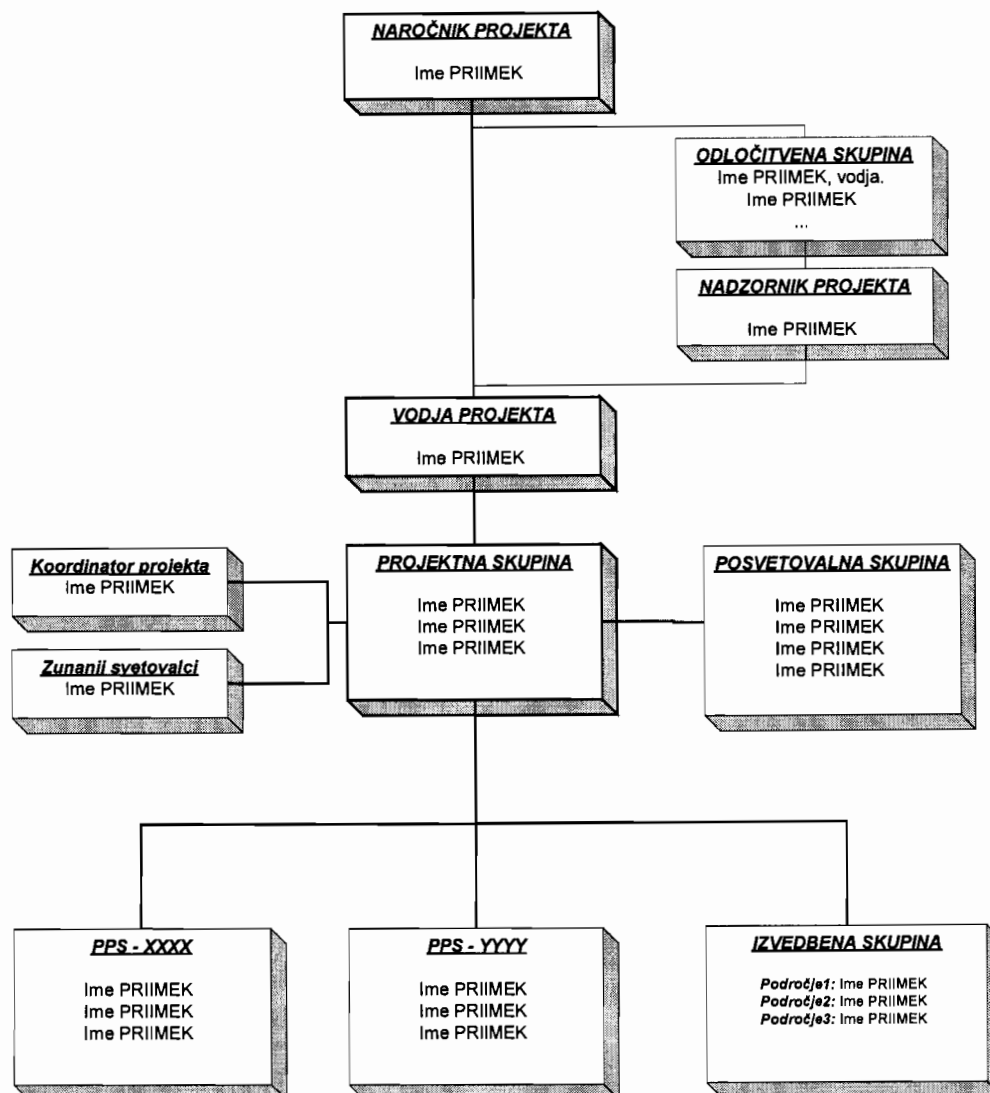 NAROČNIK PROJEKTA
Ime PRIIMEK
ODLOČITVENA SKUPINA
Ime PRIIMEK, vodja.
Ime PRIIMEK
...
NADZORNIK PROJEKTA
Ime PRIIMEK
VODJA PROJEKTA
Ime PRIIMEK
Koordinator projekta
Ime PRIIMEK
Zunanji svetovalci
Ime PRIIMEK
PROJEKTNA SKUPINA
Ime PRIIMEK
Ime PRIIMEK
Ime PRIIMEK
POSVETOVALNA SKUPINA
Ime PRIIMEK
Ime PRIIMEK
Ime PRIIMEK
Ime PRIIMEK
PPS - XXXX
Ime PRIIMEK
Ime PRIIMEK
Ime PRIIMEK
PPS - YYYY
Ime PRIIMEK
Ime PRIIMEK
Ime PRIIMEK
IZVEDBENA SKUPINA
Področje1: Ime PRIIMEK
Področje2: Ime PRIIMEK
Področje3: Ime PRIIMEK